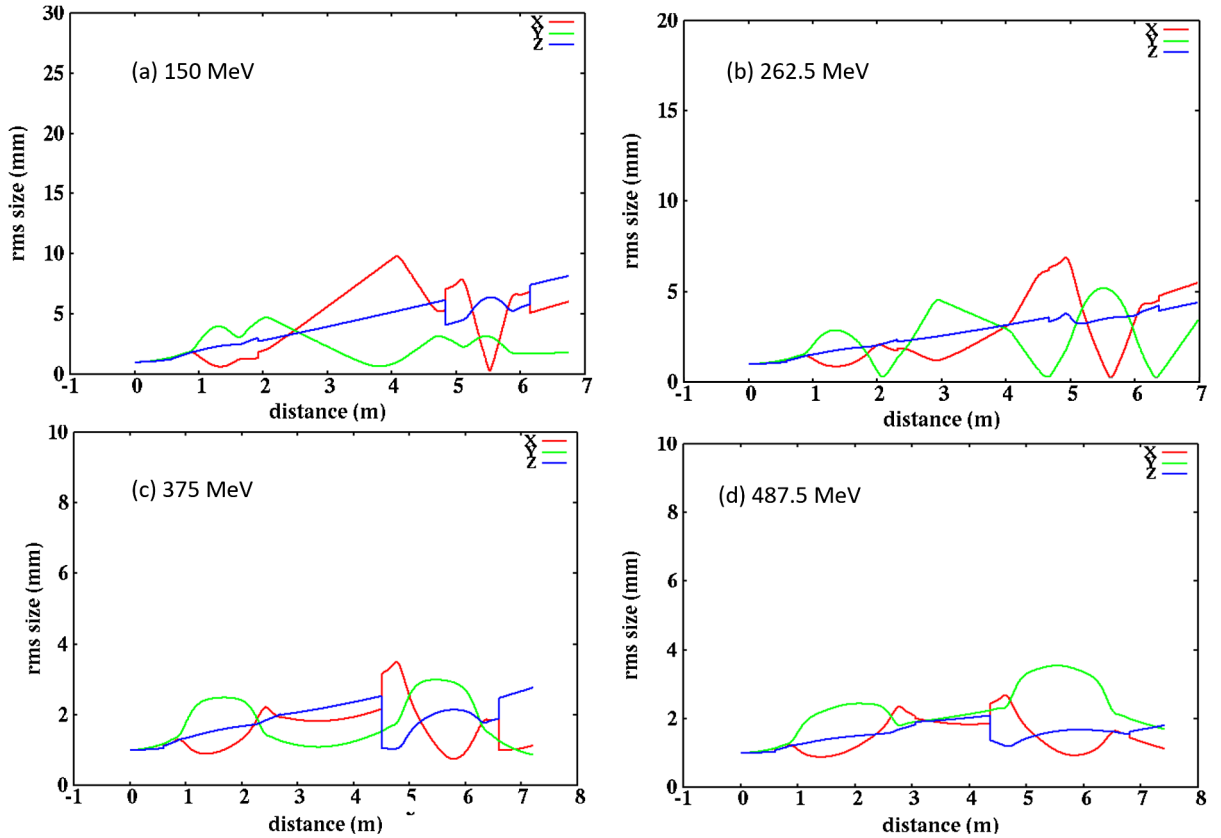 30
25
20
15
10
5
0
rms size (mm)
X
Y
Z
(a) 150 MeV
-1 0 1 2 3 4 5 6 7
distance (m)
20
15
10
5
0
rms size (mm)
X
Y
Z
(b) 262.5 MeV
-1 0 1 2 3 4 5 6 7
distance (m)
10
8
6
4
2
0
rms size (mm)
X
Y
Z
(c) 375 MeV
-1 0 1 2 3 4 5 6 7 8
distance (m)
10
8
6
4
2
0
rms size (mm)
X
Y
Z
(d) 487.5 MeV
-1 0 1 2 3 4 5 6 7 8
distance (m)